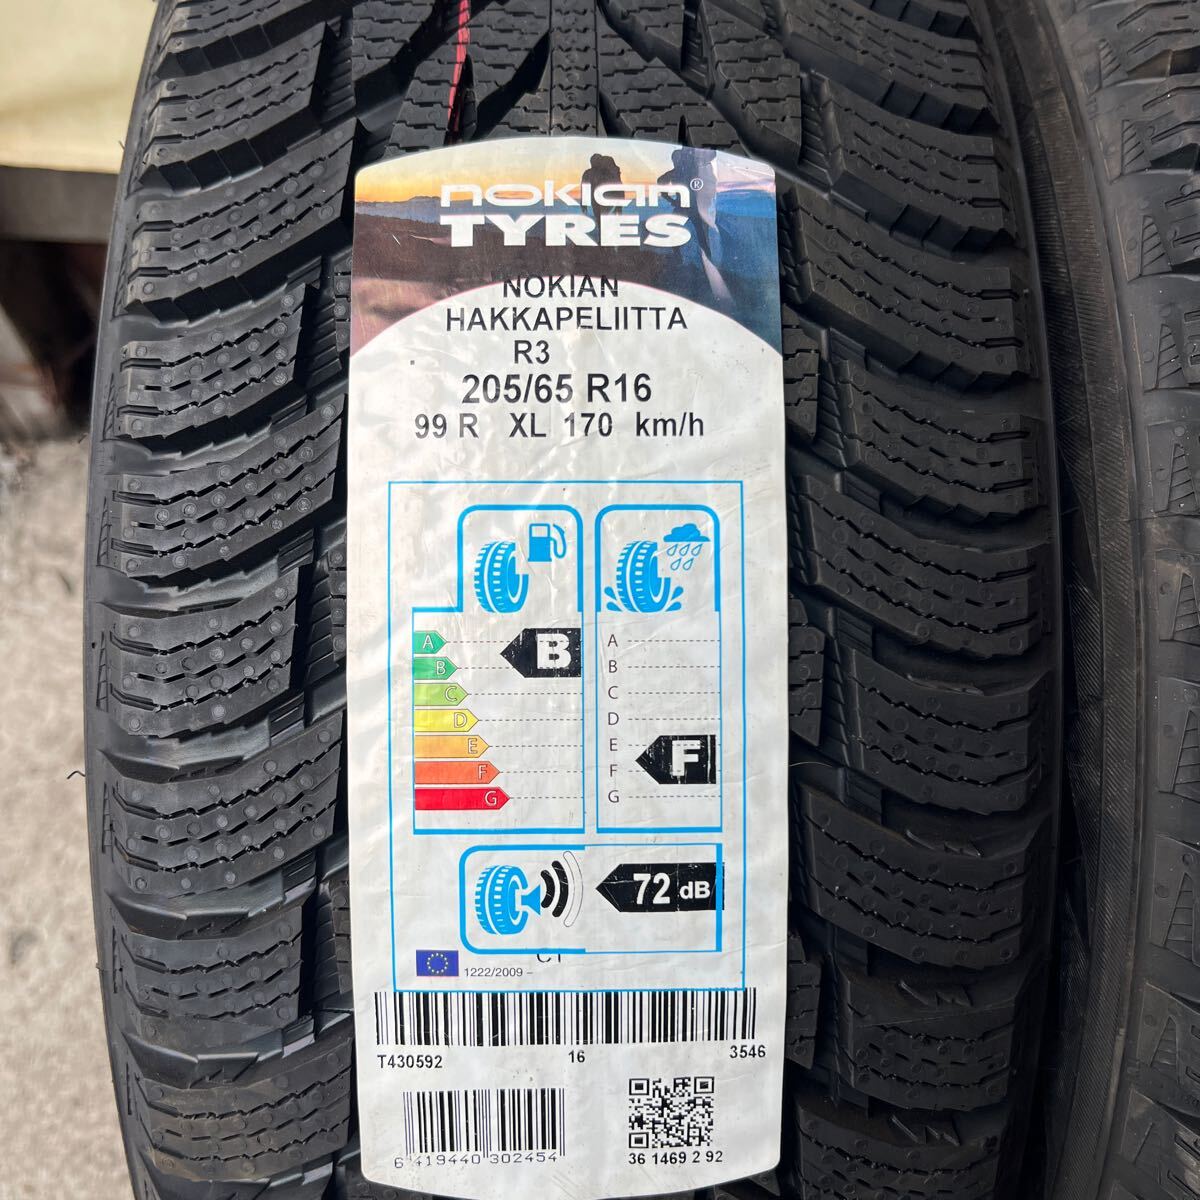 nokian®
TYRES
NOKIAN
HAKKAPELIITTA
R3
205/65 R16
99 R XL 170 km/h
A
B
C
D
E
F
G
B
A
B
C
D
E
F
G
F
72 dB
C1
1222/2009 –
T430592 16 3546
6 419440 302454
36 1469 2 92